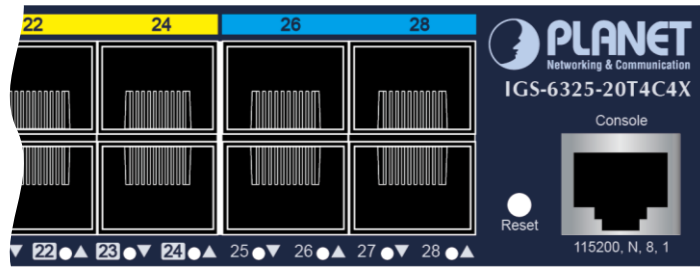 22 24 26 28
PLANET
Networking & Communication
IGS-6325-20T4C4X
Console
Reset
22 23 24 25 26 27 28
115200, N, 8, 1